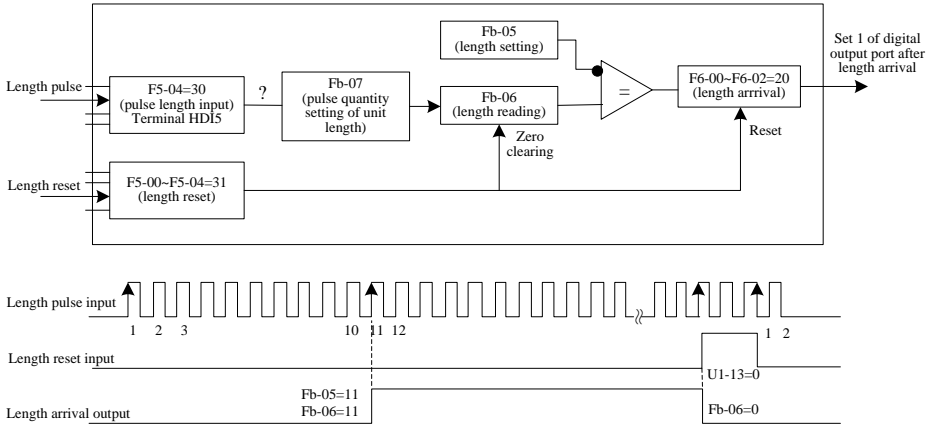 Fb-05
(length setting)
Set 1 of digital
output port after
length arrival
Length pulse
F5-04=30
(pulse length input)
Terminal HDI5
?
Fb-07
(pulse quantity
setting of unit
length)
Fb-06
(length reading)
=
F6-00~F6-02=20
(length arrrival)
Zero
clearing
Reset
Length reset
F5-00~F5-04=31
(length reset)
Length pulse input
1 2 3 10 11 12 1 2
Length reset input
U1-13=0
Fb-05=11
Fb-06=11
Length arrival output
Fb-06=0